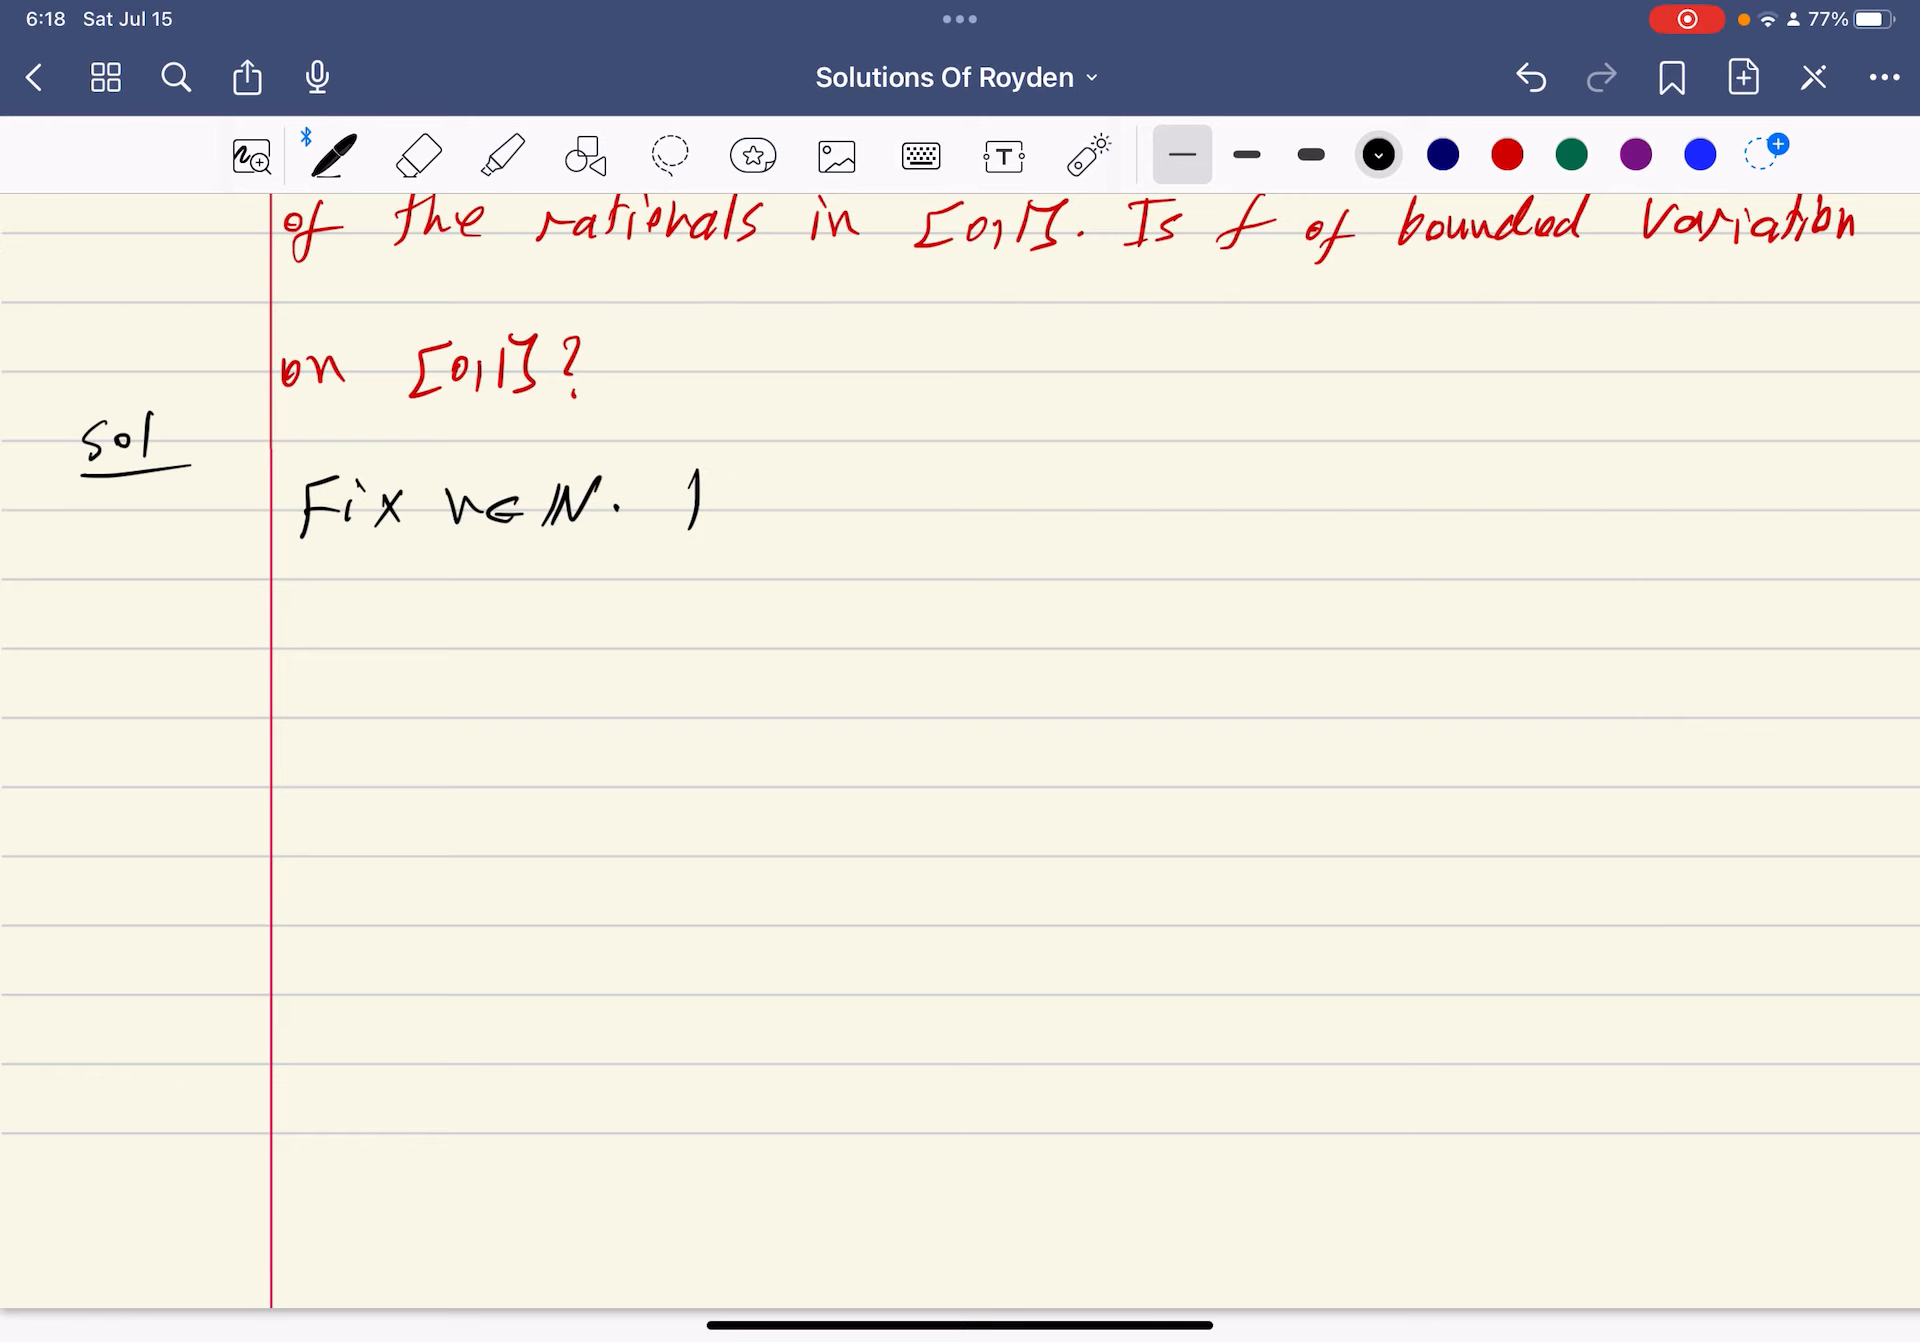 6:18 Sat Jul 15 77%
Solutions Of Royden
of the rationals in [0,1]. Is f of bounded Variation
on [0,1]?
Sol
Fix n∈ℕ.